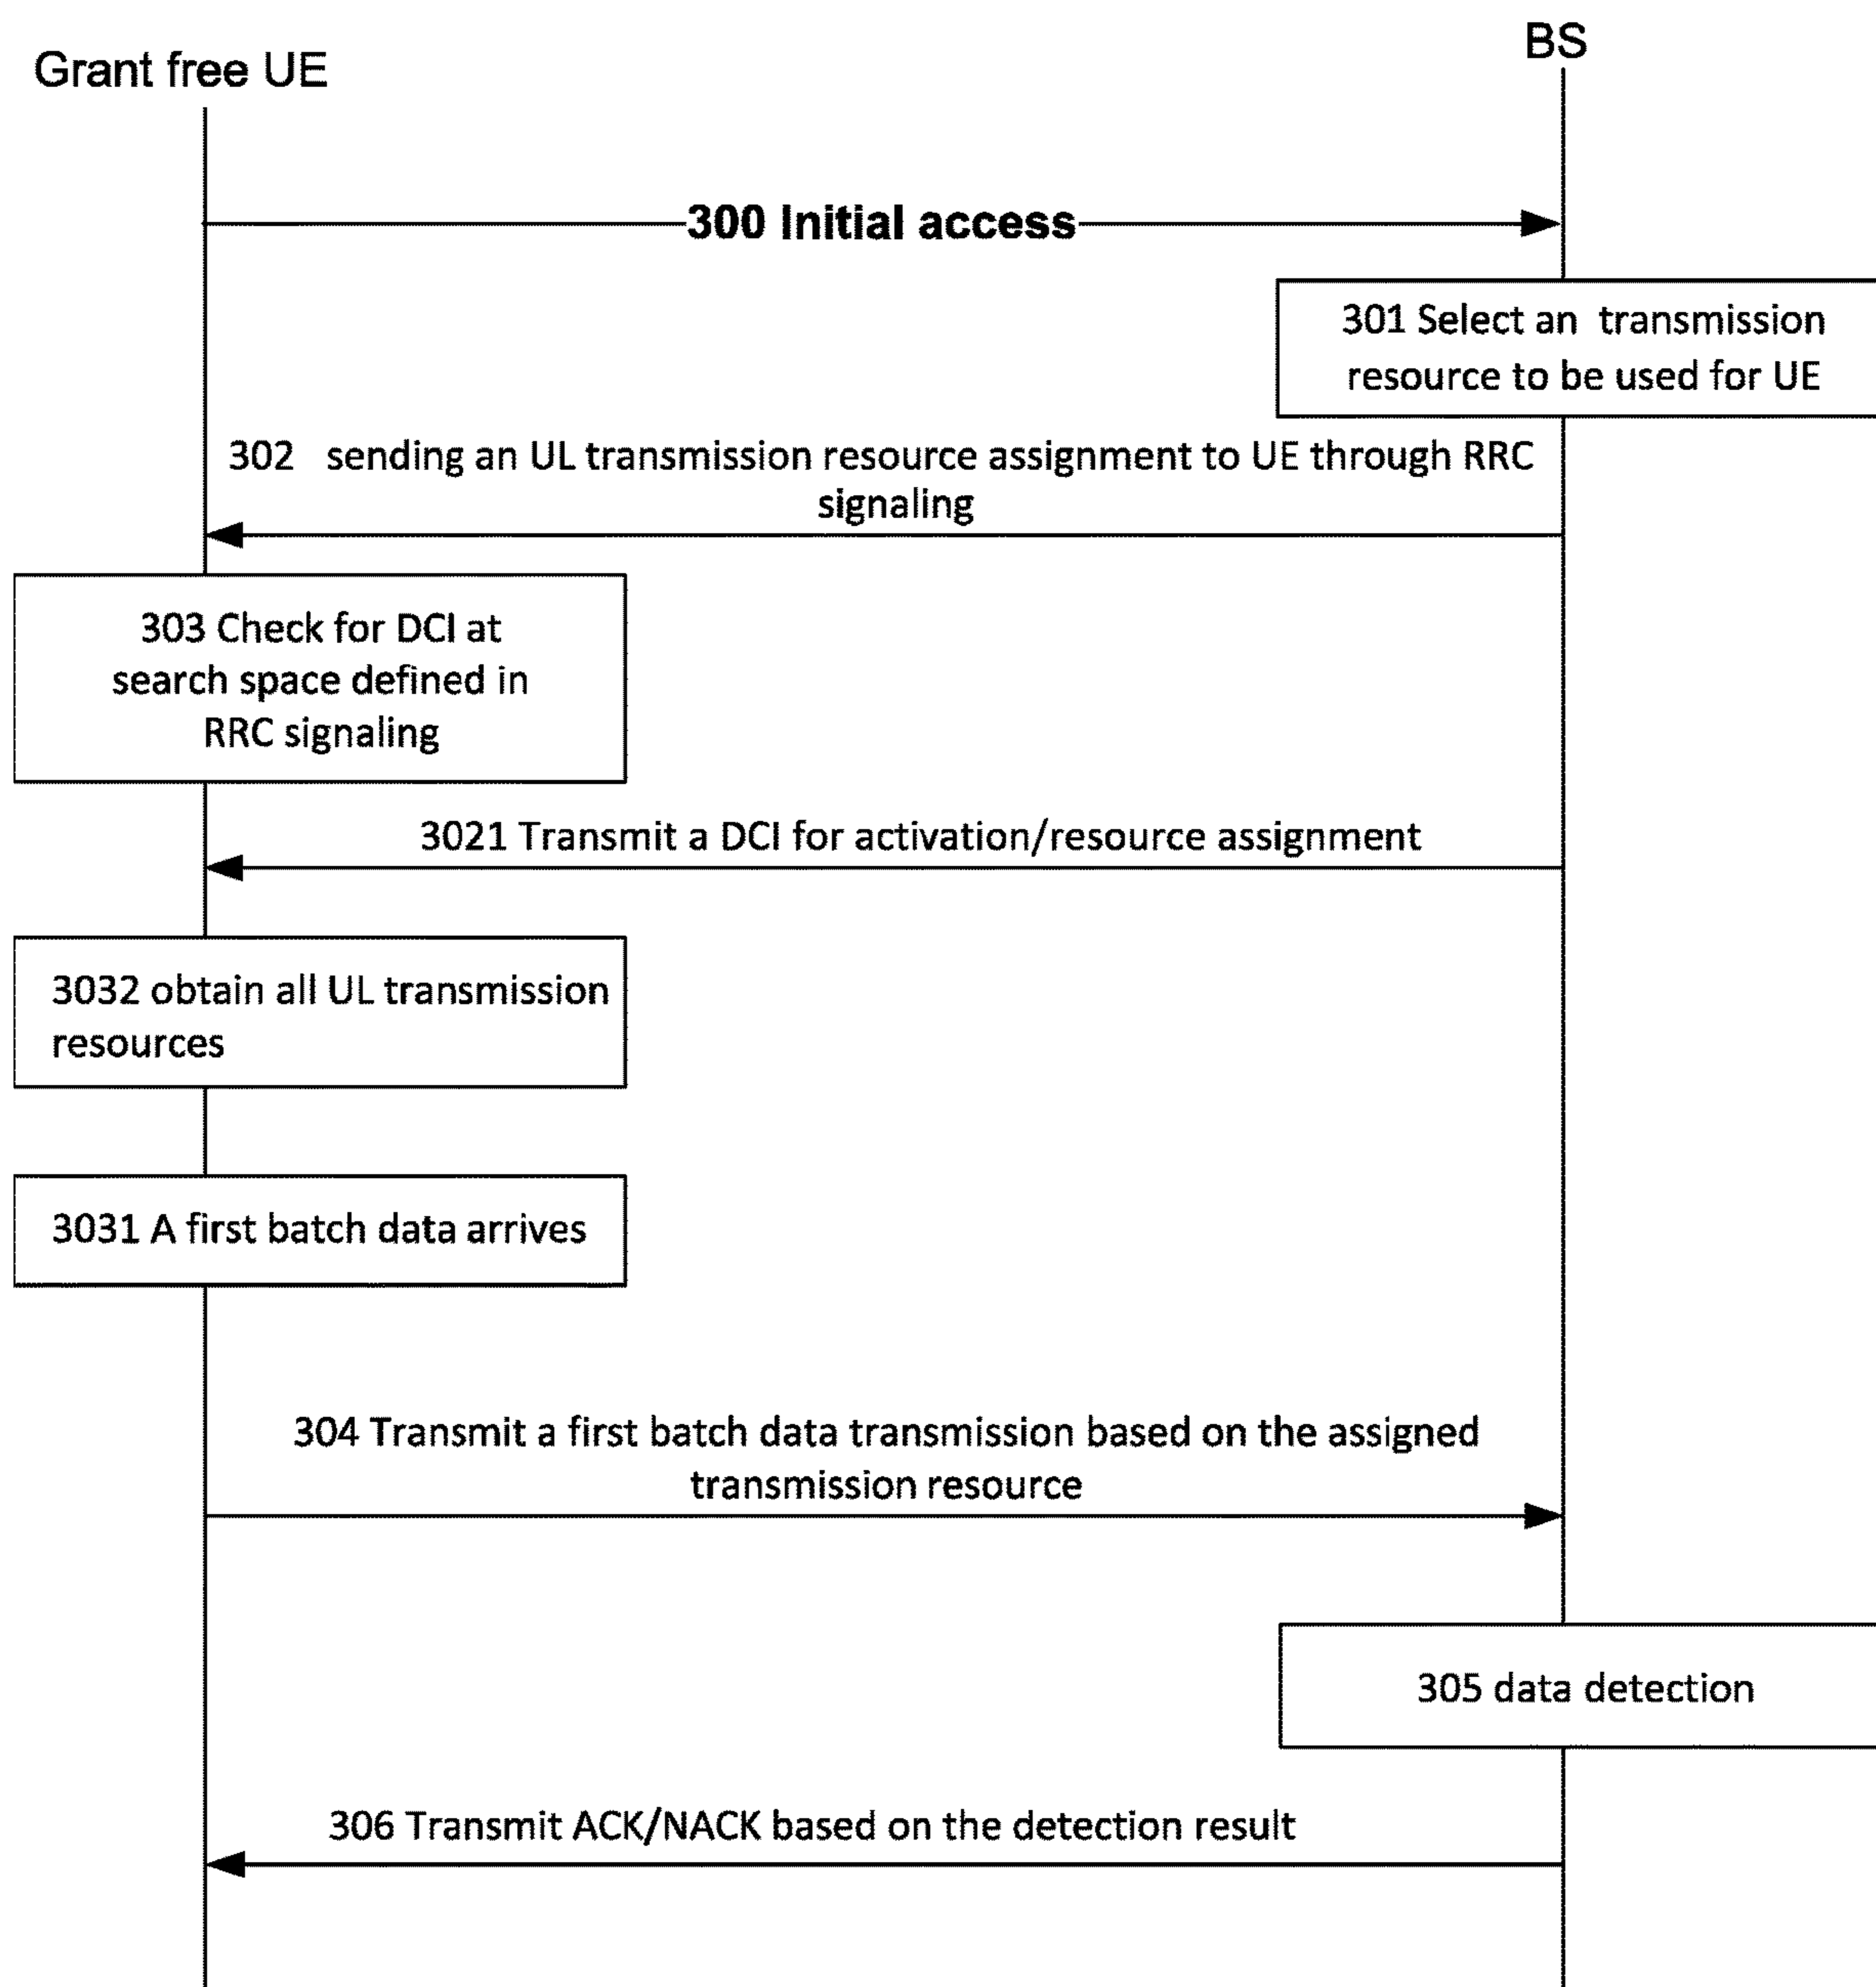 Grant free UE
BS
300 Initial access
301 Select an transmission
resource to be used for UE
302 sending an UL transmission resource assignment to UE through RRC
signaling
303 Check for DCI at
search space defined in
RRC signaling
3021 Transmit a DCI for activation/resource assignment
3032 obtain all UL transmission
resources
3031 A first batch data arrives
304 Transmit a first batch data transmission based on the assigned
transmission resource
305 data detection
306 Transmit ACK/NACK based on the detection result